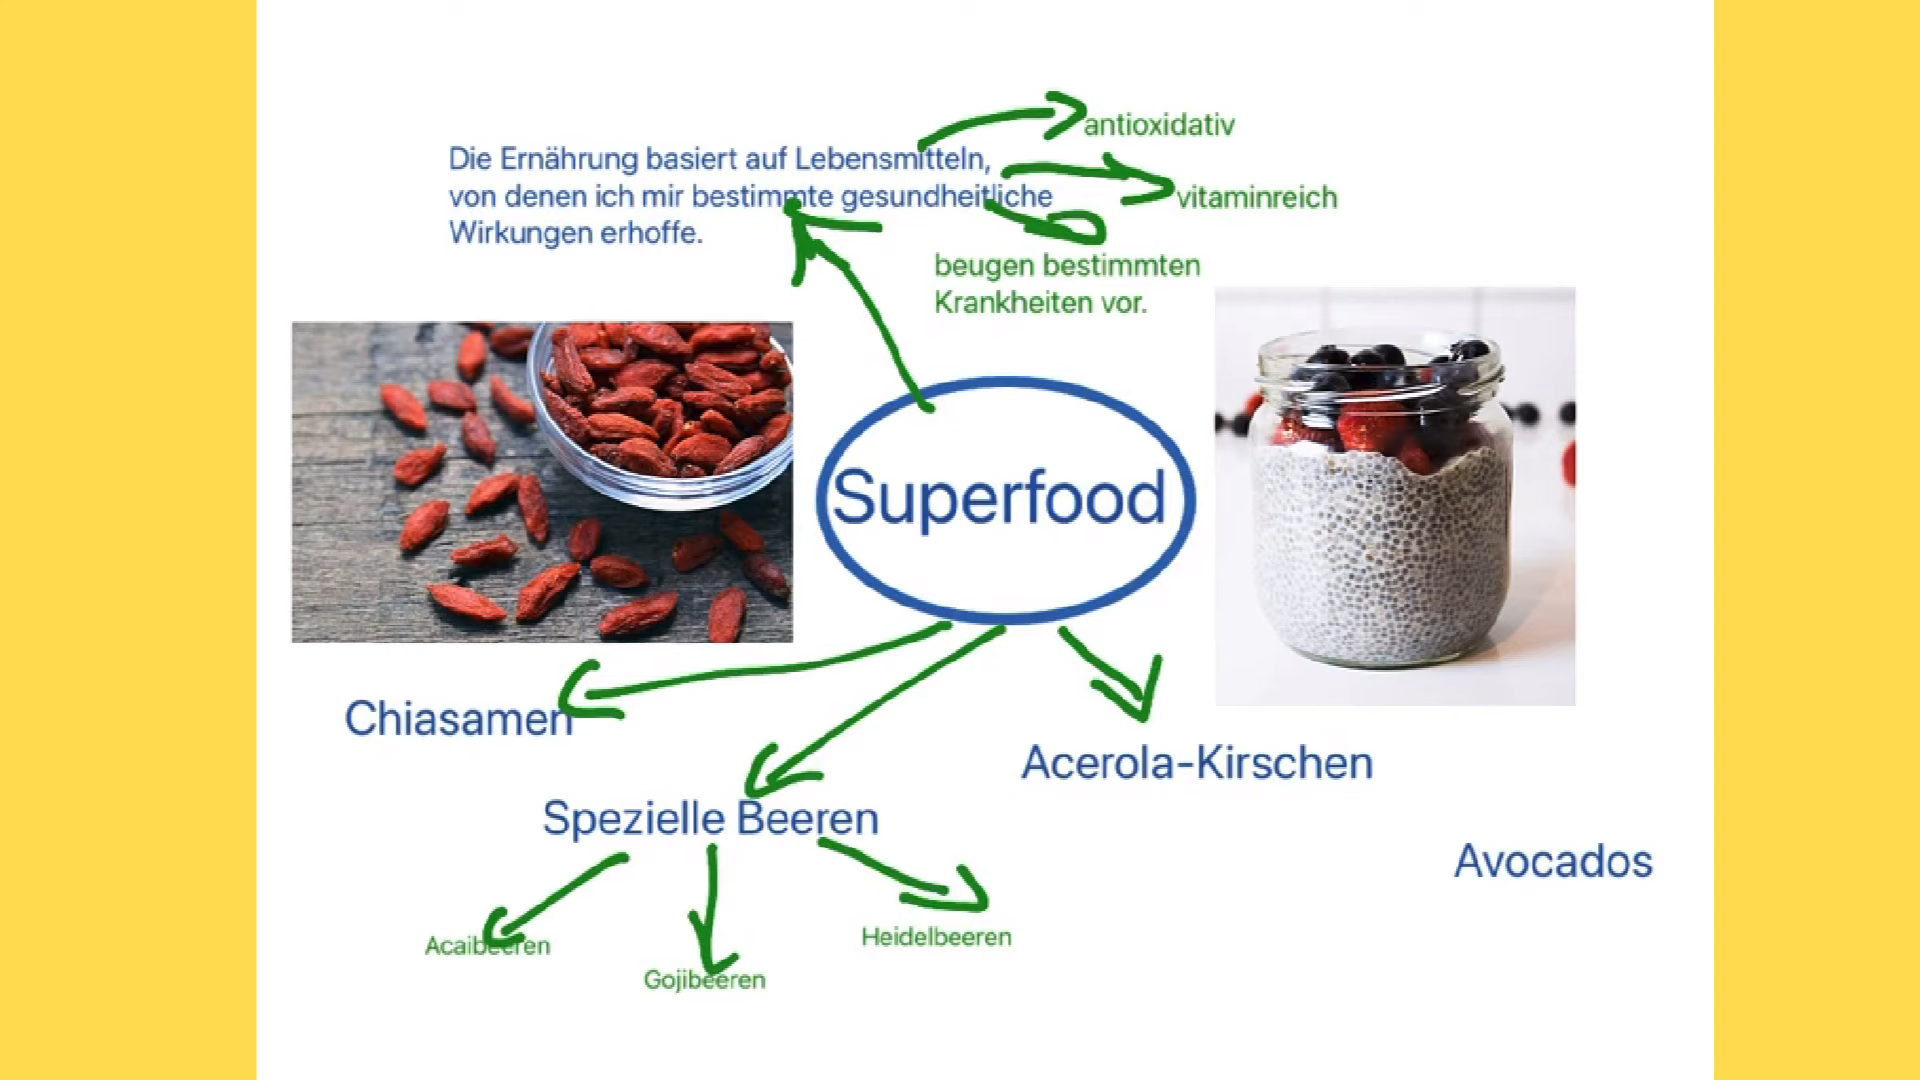 antioxidativ
Die Ernährung basiert auf Lebensmitteln,
von denen ich mir bestimmte gesundheitliche
Wirkungen erhoffe.
vitaminreich
beugen bestimmten
Krankheiten vor.
Superfood
Chiasamen
Acerola-Kirschen
Spezielle Beeren
Avocados
Acaibeeren
Gojibeeren
Heidelbeeren